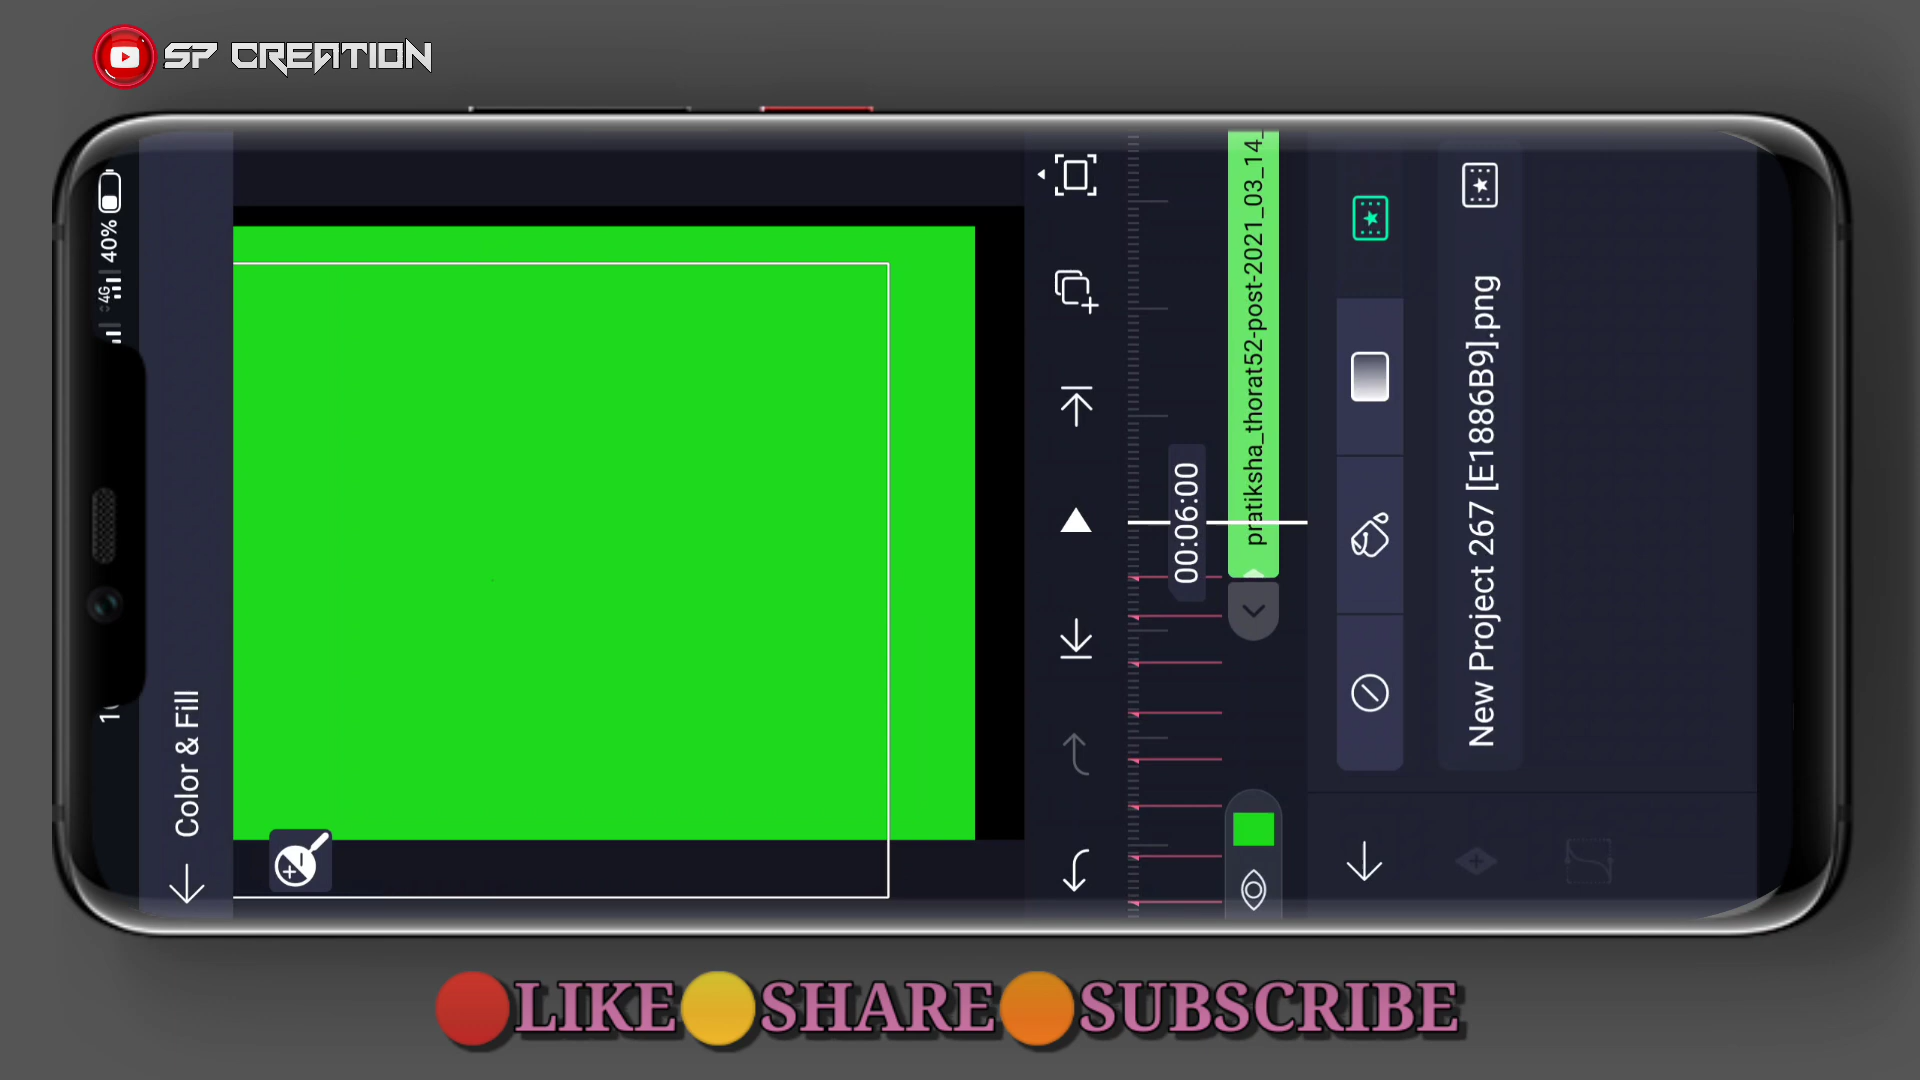 SP CREATION
40%
4G
Color & Fill
00:06:00
pratiksha_thorat52-post-2021_03_14_
New Project 267 [E1886B9].png
LIKE SHARE SUBSCRIBE